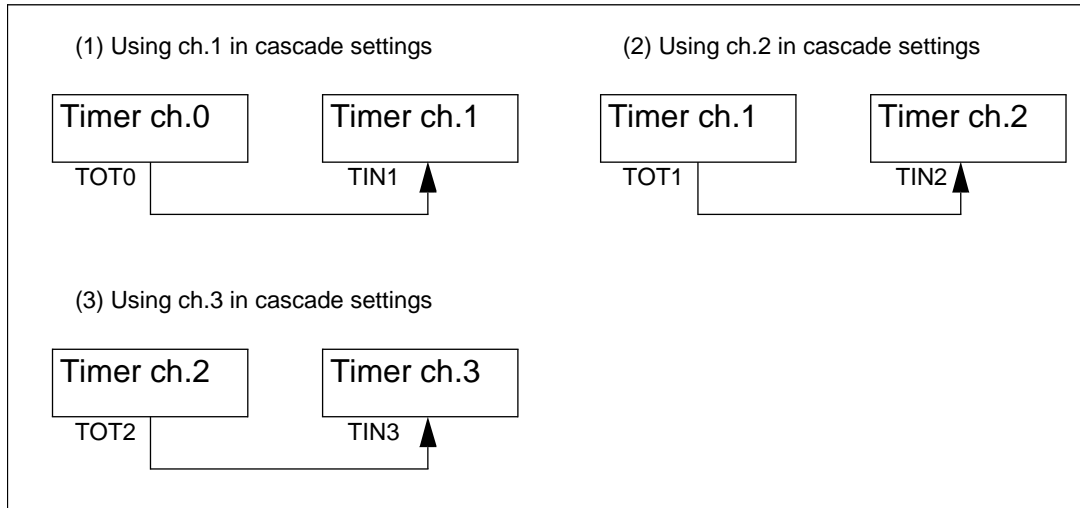 (1) Using ch.1 in cascade settings
Timer ch.0
Timer ch.1
TOT0
TIN1
(2) Using ch.2 in cascade settings
Timer ch.1
Timer ch.2
TOT1
TIN2
(3) Using ch.3 in cascade settings
Timer ch.2
Timer ch.3
TOT2
TIN3